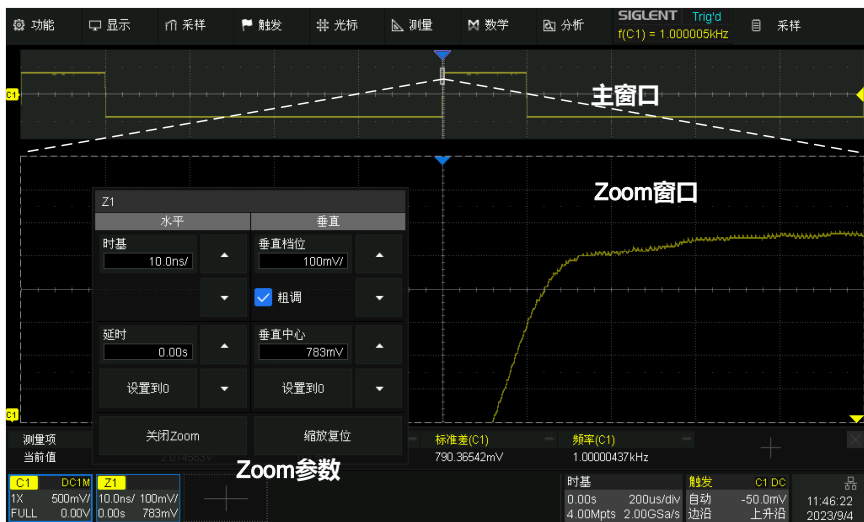 功能 显示 采样 触发 光标 测量 数学 分析 SIGLENT Trig'd 采样
f(C1) = 1.000005kHz
C1
主窗口
Zoom窗口
Z1
水平 垂直
时基 垂直档位
10.0ns/ 100mV/
粗调
延时 垂直中心
0.00s 783mV
设置到0 设置到0
C1
关闭Zoom 缩放复位
测量项 标准差(C1) 频率(C1)
当前值 790.36542mV 1.00000437kHz
Zoom参数
C1 DC1M Z1 时基 触发 C1 DC
1X 500mV/ 10.0ns/ 100mV/ 0.00s 200us/div 自动 -50.0mV 11:46:22
FULL 0.00V 0.00s 783mV 4.00Mpts 2.00GSa/s 边沿 上升沿 2023/9/4